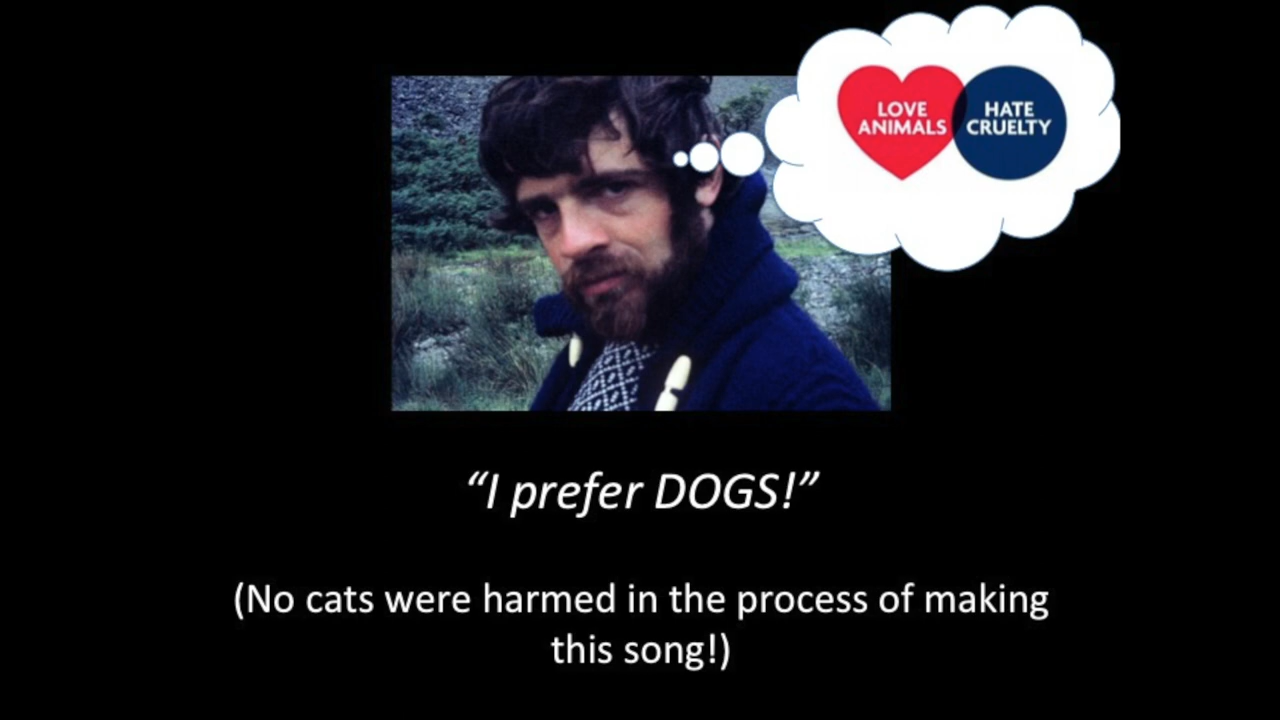 LOVE
ANIMALS
HATE
CRUELTY
“I prefer DOGS!”
(No cats were harmed in the process of making
this song!)